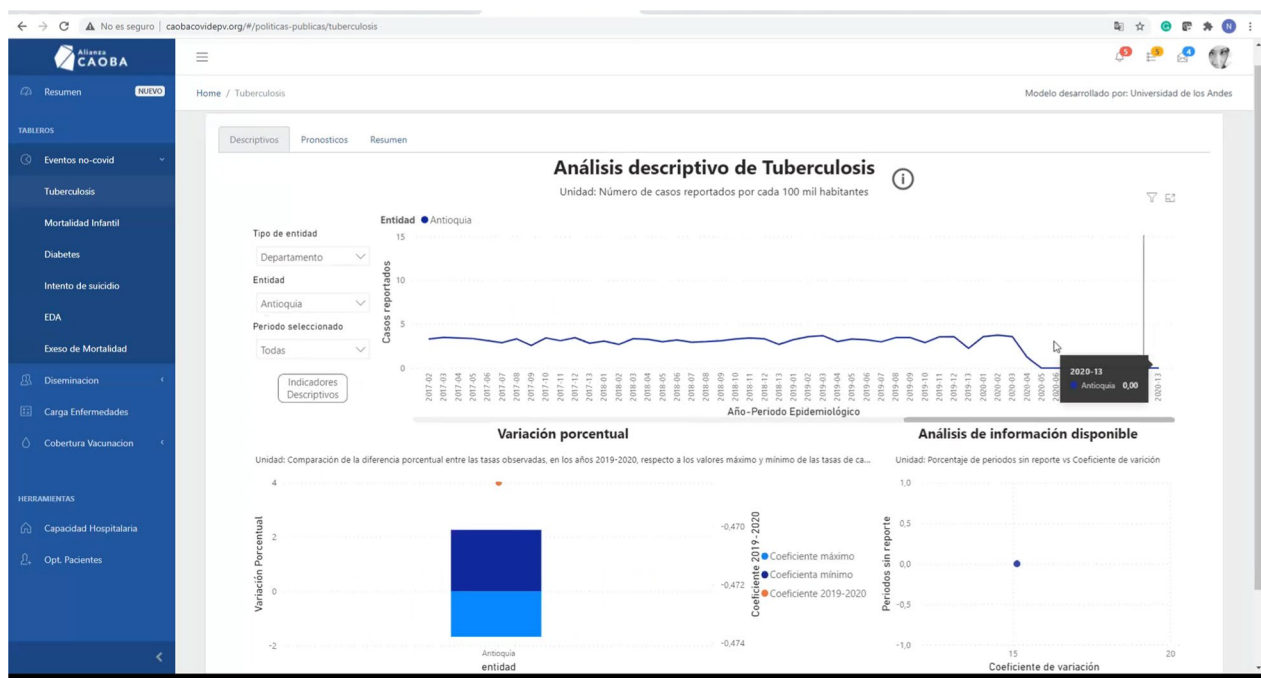 No es seguro | caobacovidepv.org/#/politicas-publicas/tuberculosis
N
Alianza
CAOBA
5
5
4
Resumen NUEVO
Home / Tuberculosis
Modelo desarrollado por: Universidad de los Andes
TABLEROS
Eventos no-covid
Tuberculosis
Mortalidad Infantil
Diabetes
Intento de suicidio
EDA
Exeso de Mortalidad
Diseminacion
Carga Enfermedades
Cobertura Vacunacion
HERRAMIENTAS
Capacidad Hospitalaria
Opt. Pacientes
Descriptivos Pronosticos Resumen
Análisis descriptivo de Tuberculosis
Unidad: Número de casos reportados por cada 100 mil habitantes
Tipo de entidad
Departamento
Entidad
Antioquia
Periodo seleccionado
Todas
Indicadores
Descriptivos
Entidad Antioquia
Casos reportados
15
10
5
0
2017-02 2017-03 2017-04 2017-05 2017-06 2017-07 2017-08 2017-09 2017-10 2017-11 2017-12 2017-13 2018-01 2018-02 2018-03 2018-04 2018-05 2018-06 2018-07 2018-08 2018-09 2018-10 2018-11 2018-12 2018-13 2019-01 2019-02 2019-03 2019-04 2019-05 2019-06 2019-07 2019-08 2019-09 2019-10 2019-11 2019-12 2019-13 2020-01 2020-02 2020-03 2020-04 2020-05 2020-06 2020-13
2020-13
Antioquia 0,00
Año-Periodo Epidemiológico
Variación porcentual
Unidad: Comparación de la diferencia porcentual entre las tasas observadas, en los años 2019-2020, respecto a los valores máximo y mínimo de las tasas de ca...
Variación Porcentual
4
2
0
-2
Antioquia
entidad
-0,470
-0,472
-0,474
Coeficiente 2019-2020
Coeficiente máximo
Coeficienta mínimo
Coeficiente 2019-2020
Análisis de información disponible
Unidad: Porcentaje de periodos sin reporte vs Coeficiente de varición
Periodos sin reporte
1,0
0,5
0,0
-0,5
-1,0
15
20
Coeficiente de variación